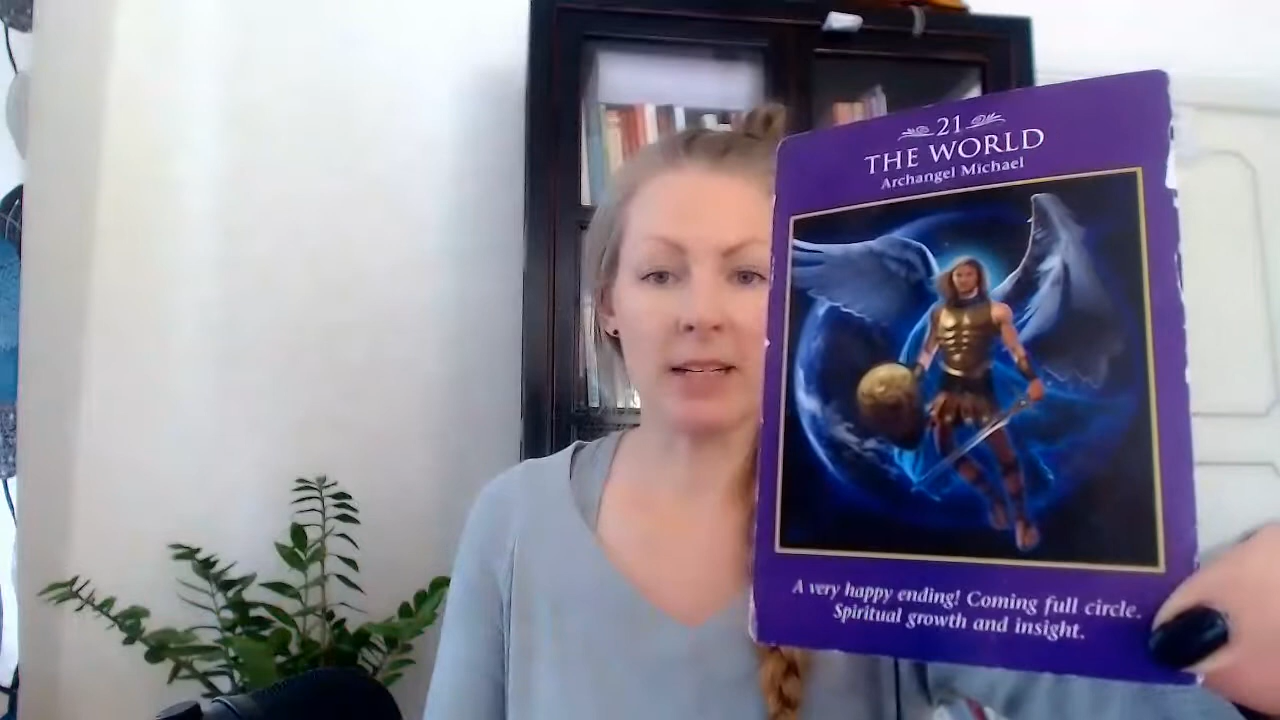 21
THE WORLD
Archangel Michael
A very happy ending! Coming full circle.
Spiritual growth and insight.